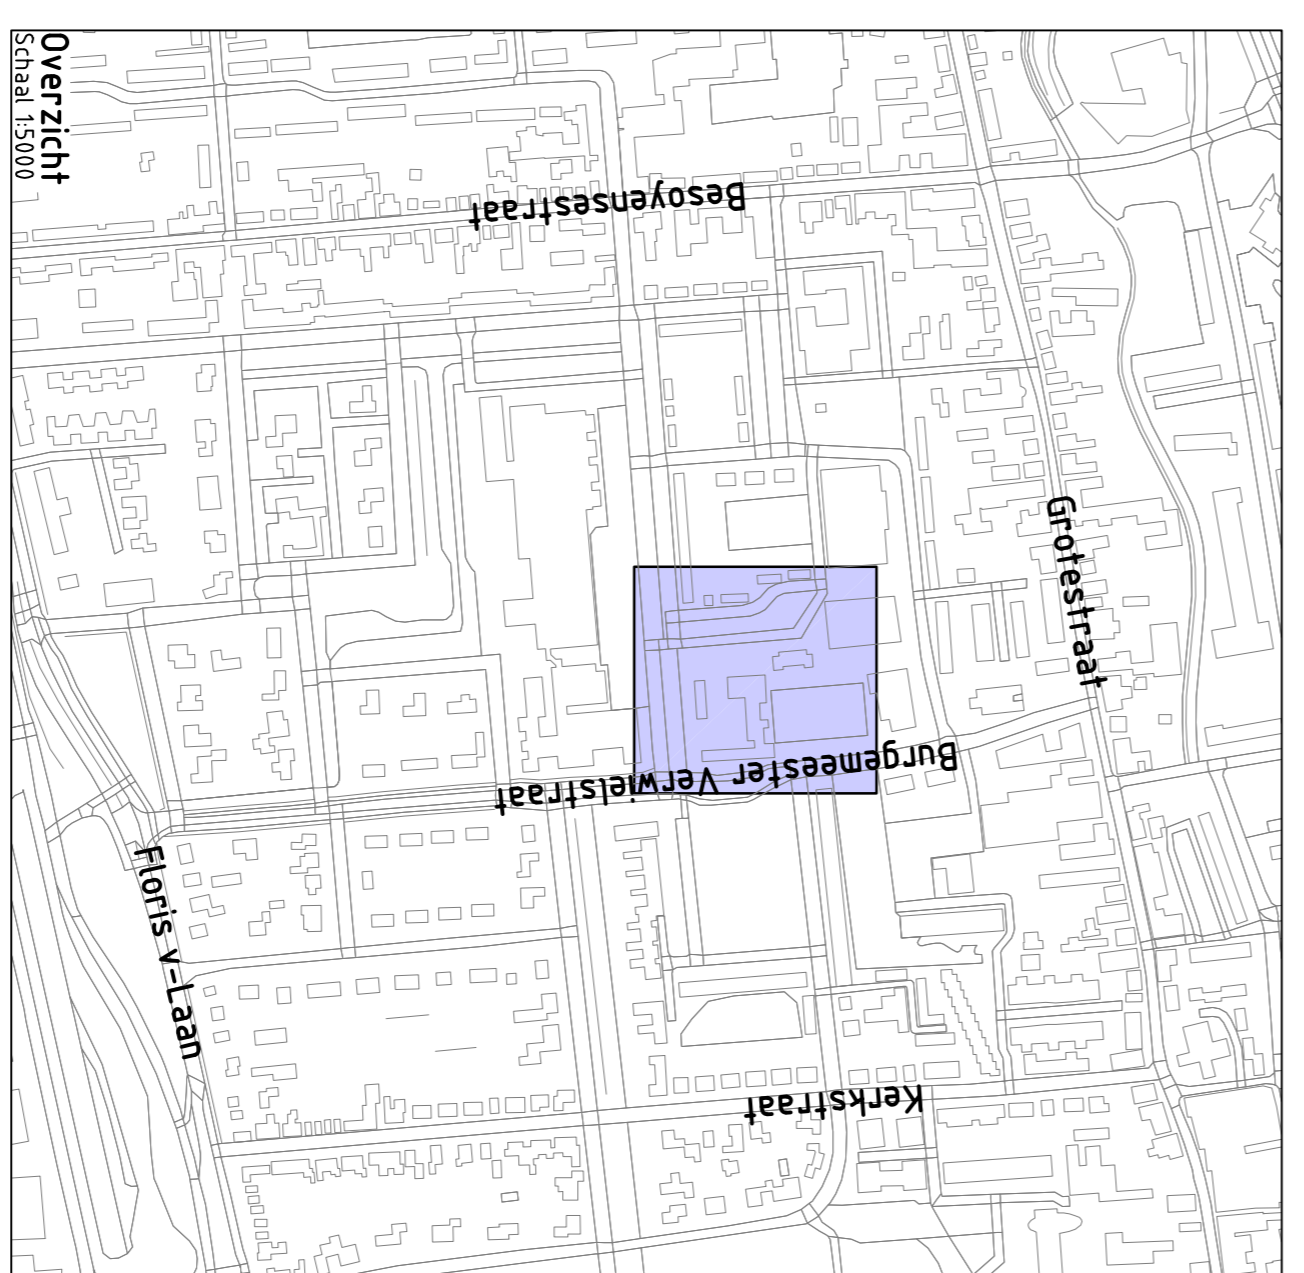 Overzicht
Schaal 1:5000
Besoyensestraat
Grotestraat
Burgemeester Verwielstraat
Floris v-Laan
Kerkstraat